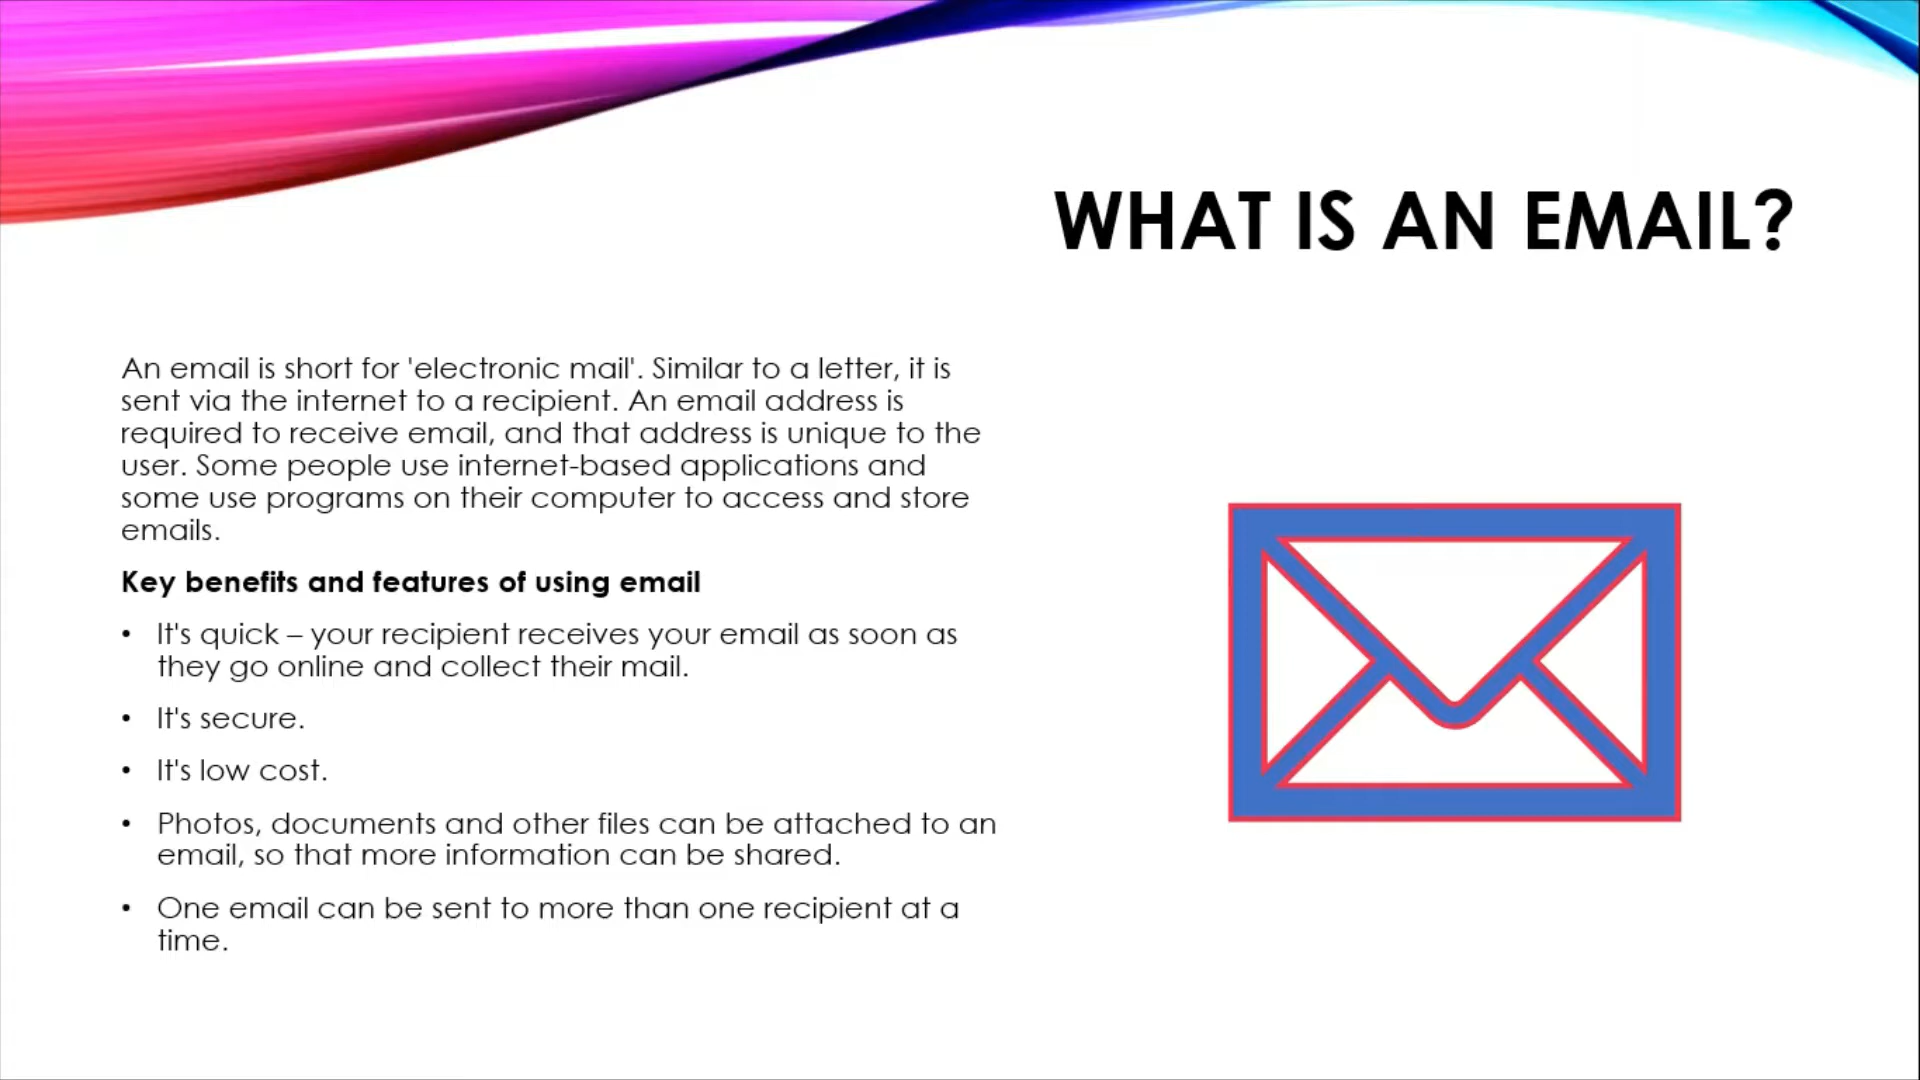 WHAT IS AN EMAIL?
An email is short for 'electronic mail'. Similar to a letter, it is
sent via the internet to a recipient. An email address is
required to receive email, and that address is unique to the
user. Some people use internet-based applications and
some use programs on their computer to access and store
emails.
Key benefits and features of using email
• It's quick – your recipient receives your email as soon as
they go online and collect their mail.
• It's secure.
• It's low cost.
• Photos, documents and other files can be attached to an
email, so that more information can be shared.
• One email can be sent to more than one recipient at a
time.